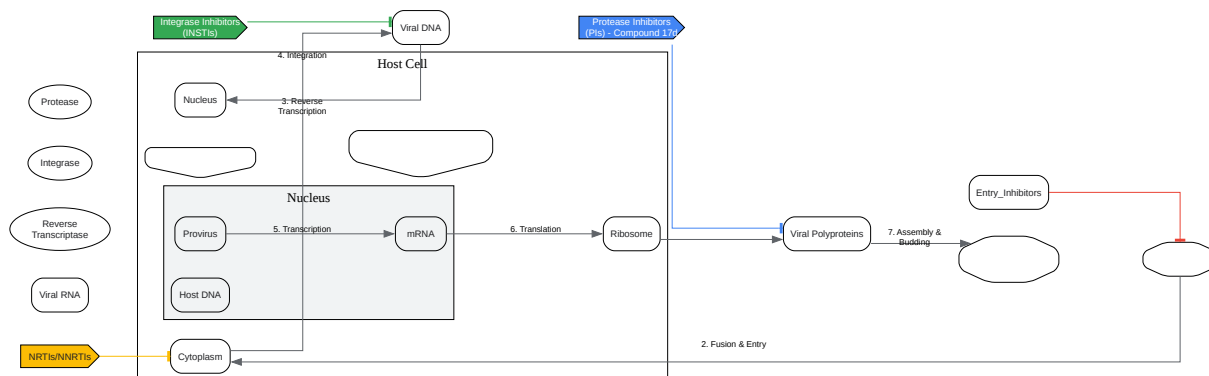 Integrase Inhibitors
(INSTIs)
Viral DNA
Protease Inhibitors
(PIs) - Compound 17d
4. Integration
Host Cell
Protease
Nucleus
3. Reverse
Transcription
Integrase
Nucleus
Entry_Inhibitors
Reverse
Transcriptase
Provirus
5. Transcription
mRNA
6. Translation
Ribosome
Viral Polyproteins
7. Assembly &
Budding
Viral RNA
Host DNA
NRTIs/NNRTIs
Cytoplasm
2. Fusion & Entry